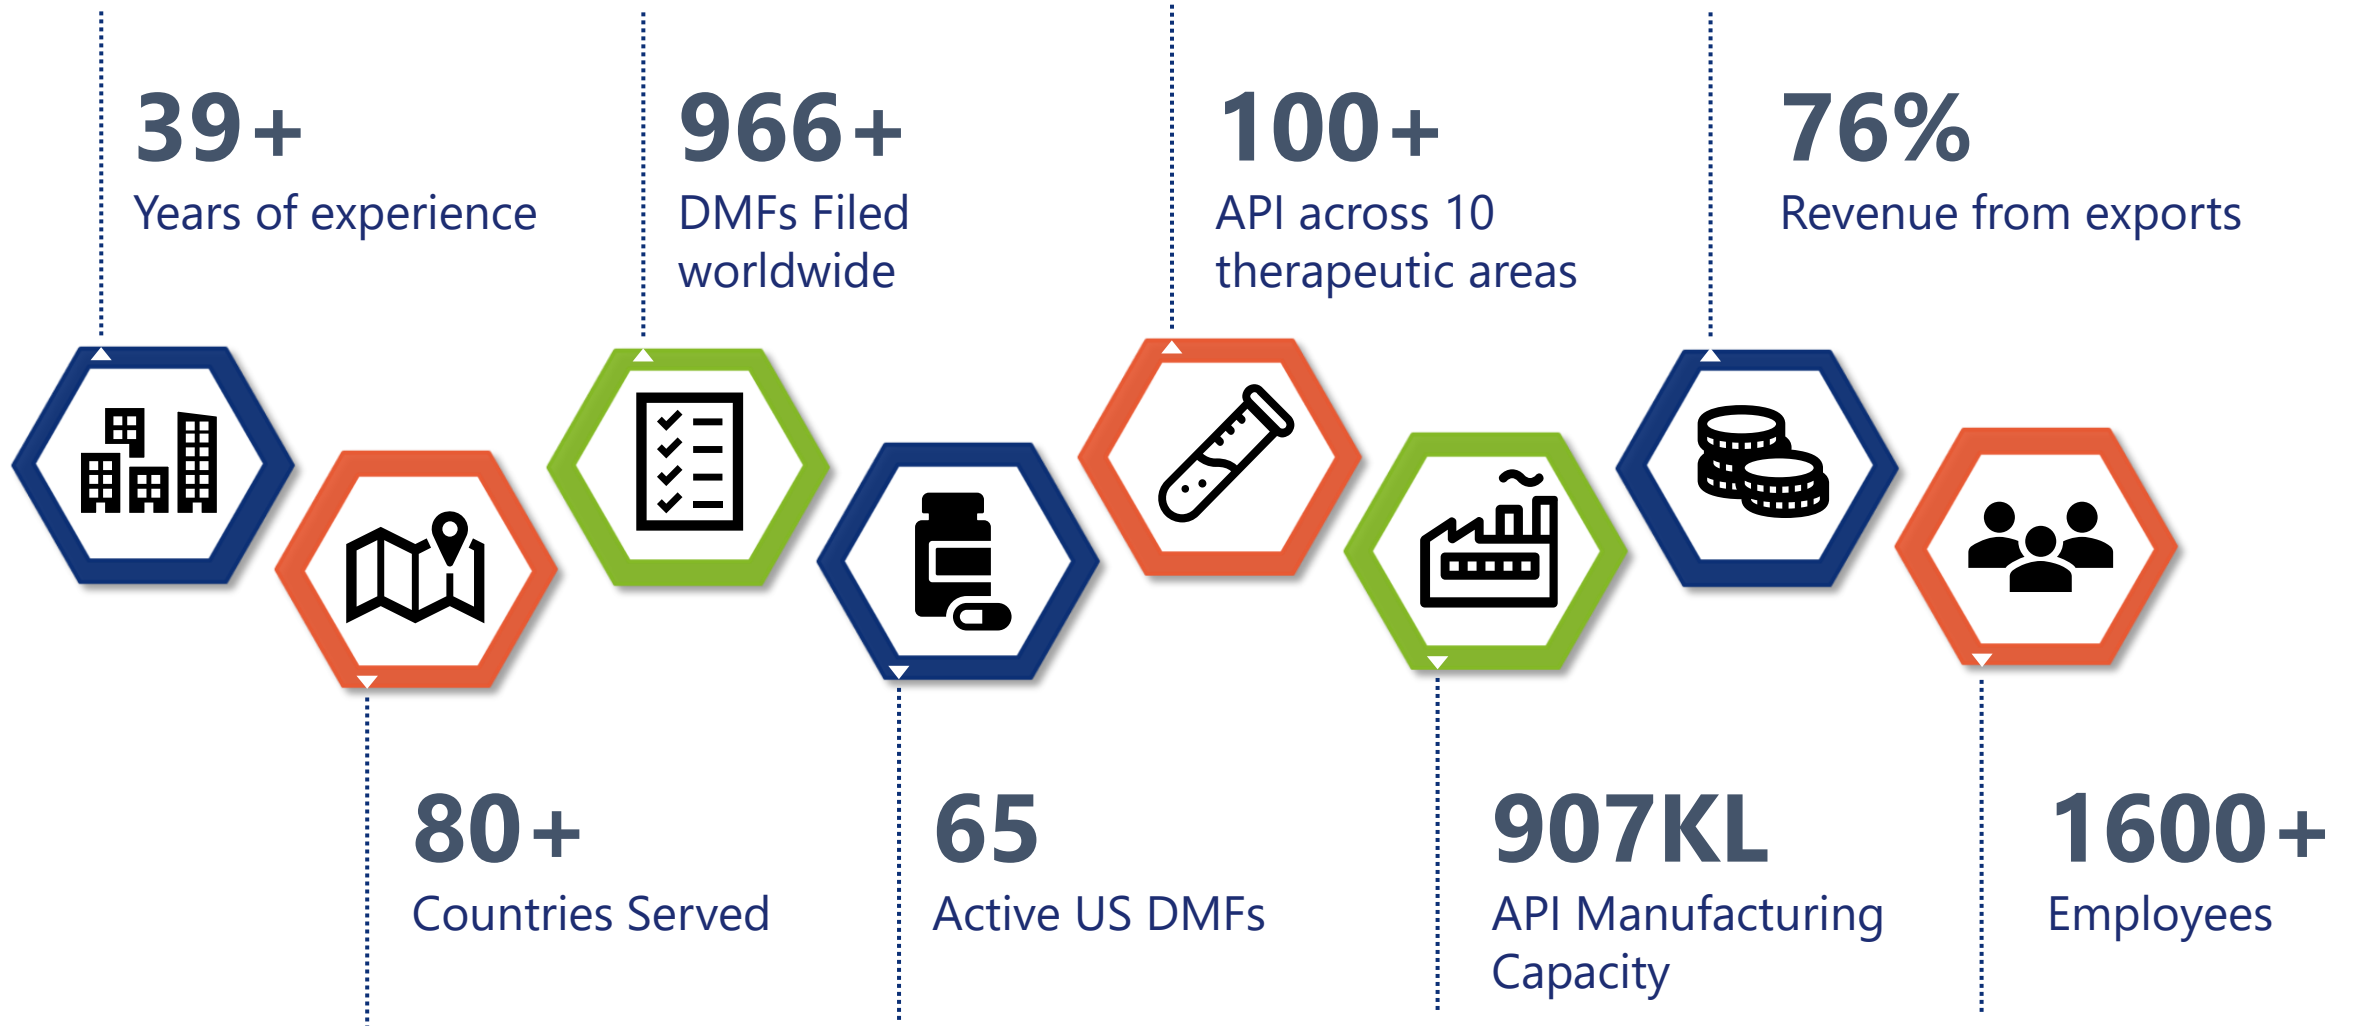 39+
Years of experience
966+
DMFs Filed
worldwide
100+
API across 10
therapeutic areas
76%
Revenue from exports
80+
Countries Served
65
Active US DMFs
907KL
API Manufacturing
Capacity
1600+
Employees